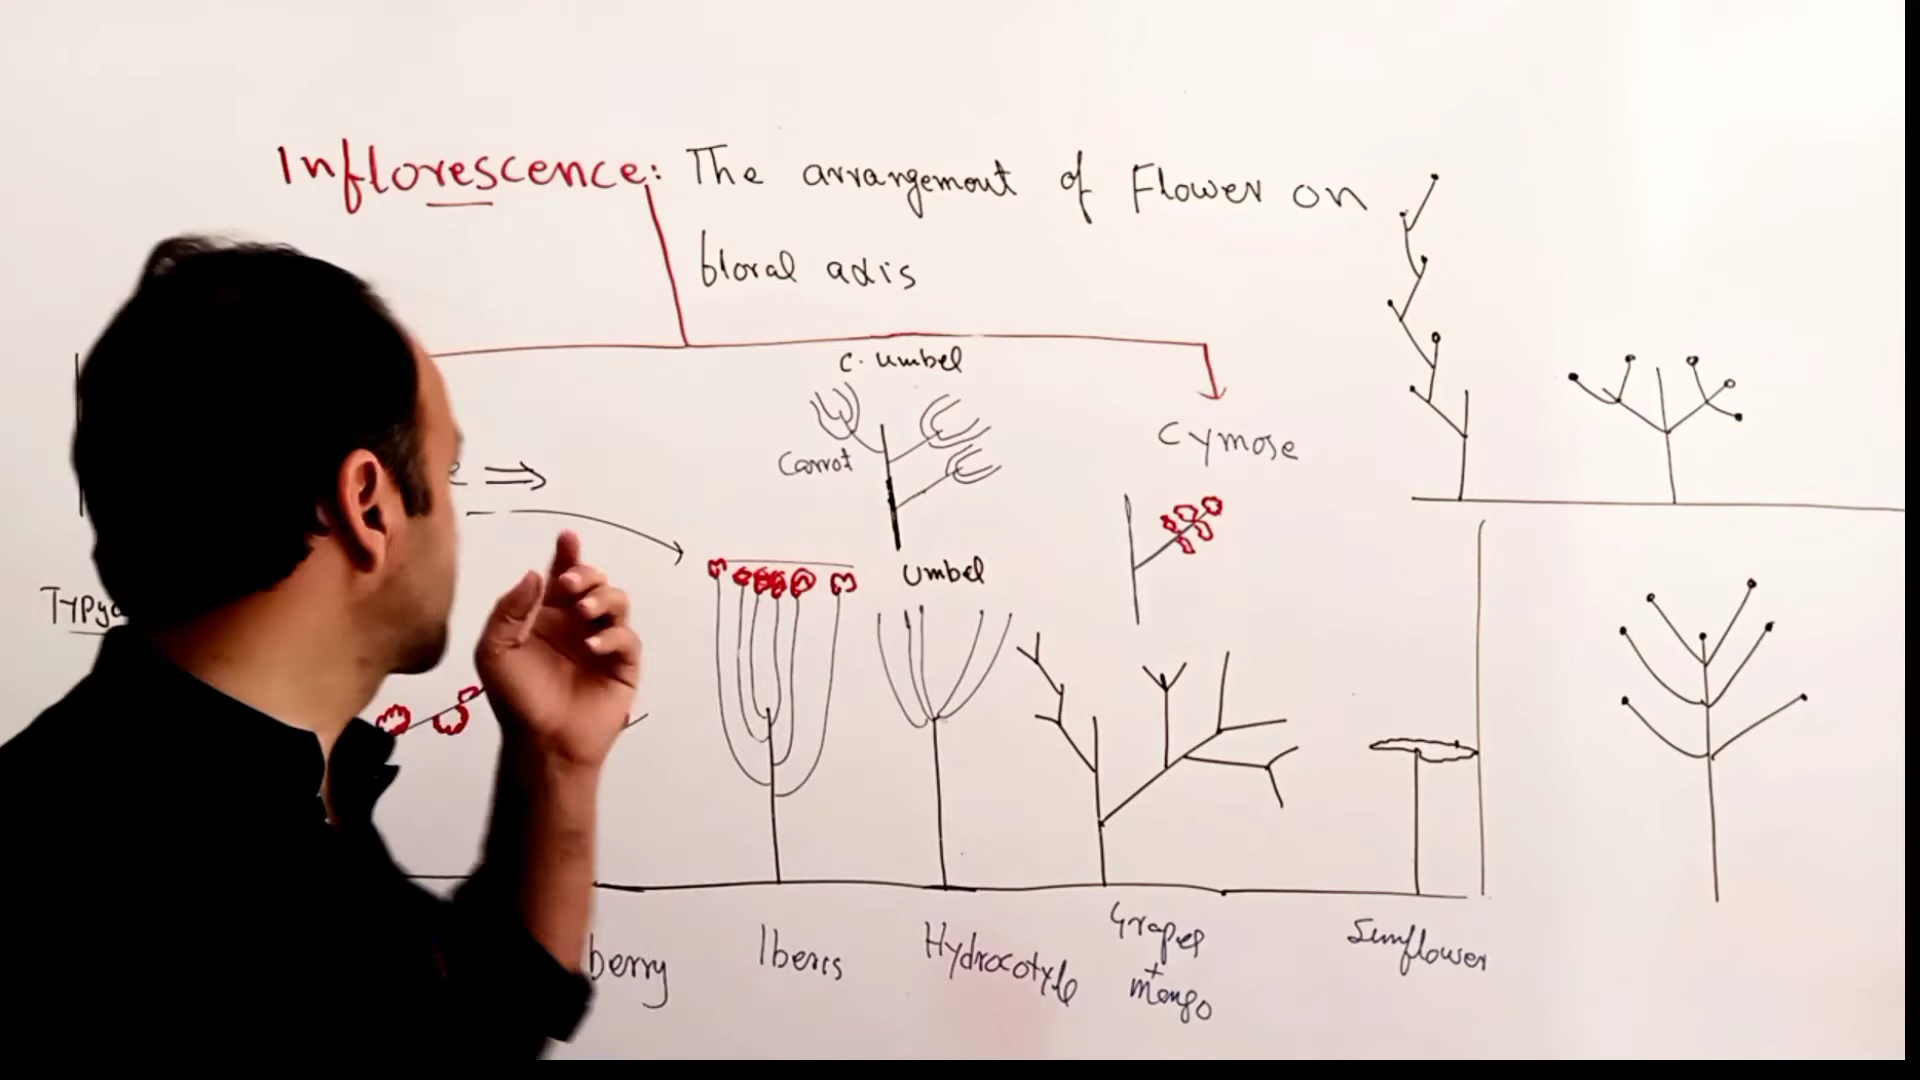 Inflorescence: The arrangement of Flower on
floral axis
C. Umbel
Carrot
Cymose
Umbel
berry
Iberis
Hydrocotyle
Grapes
+
mango
Sunflower